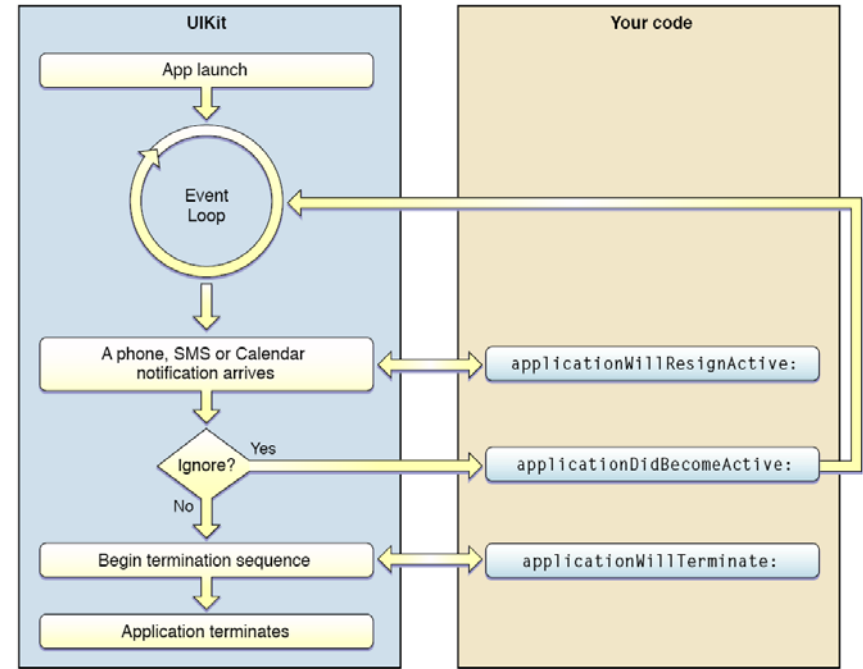 UIKit
Your code
App launch
Event
Loop
A phone, SMS or Calendar
notification arrives
applicationWillResignActive:
Ignore?
Yes
applicationDidBecomeActive:
No
Begin termination sequence
applicationWillTerminate:
Application terminates